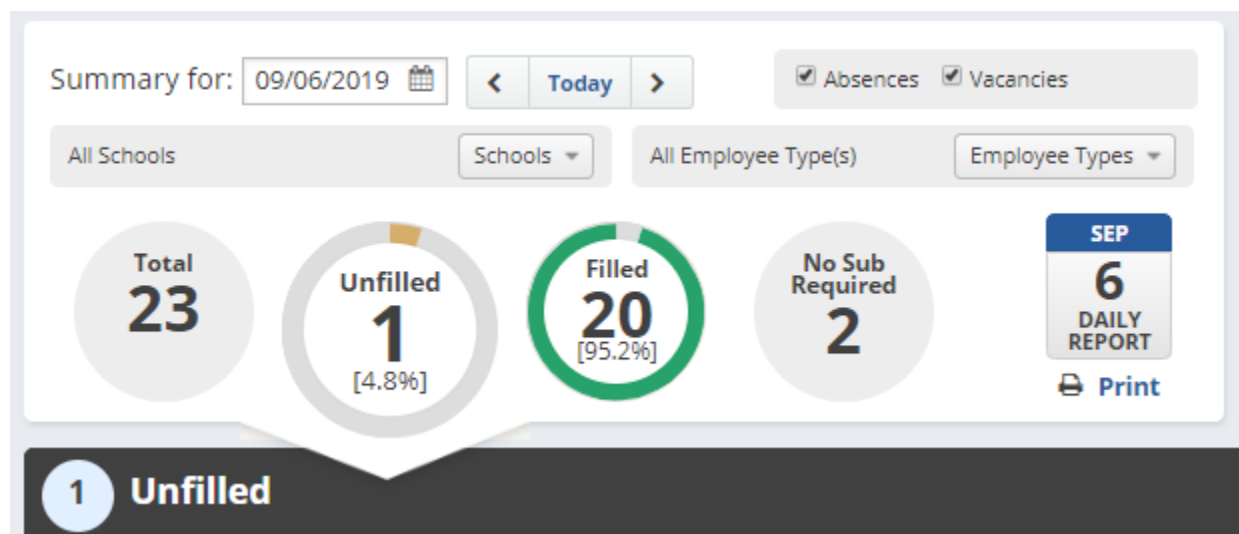 Summary for: 09/06/2019 Today Absences Vacancies
All Schools Schools All Employee Type(s) Employee Types
Total
23
Unfilled
1
[4.8%]
Filled
20
[95.2%]
No Sub
Required
2
SEP
6
DAILY
REPORT
Print
1 Unfilled